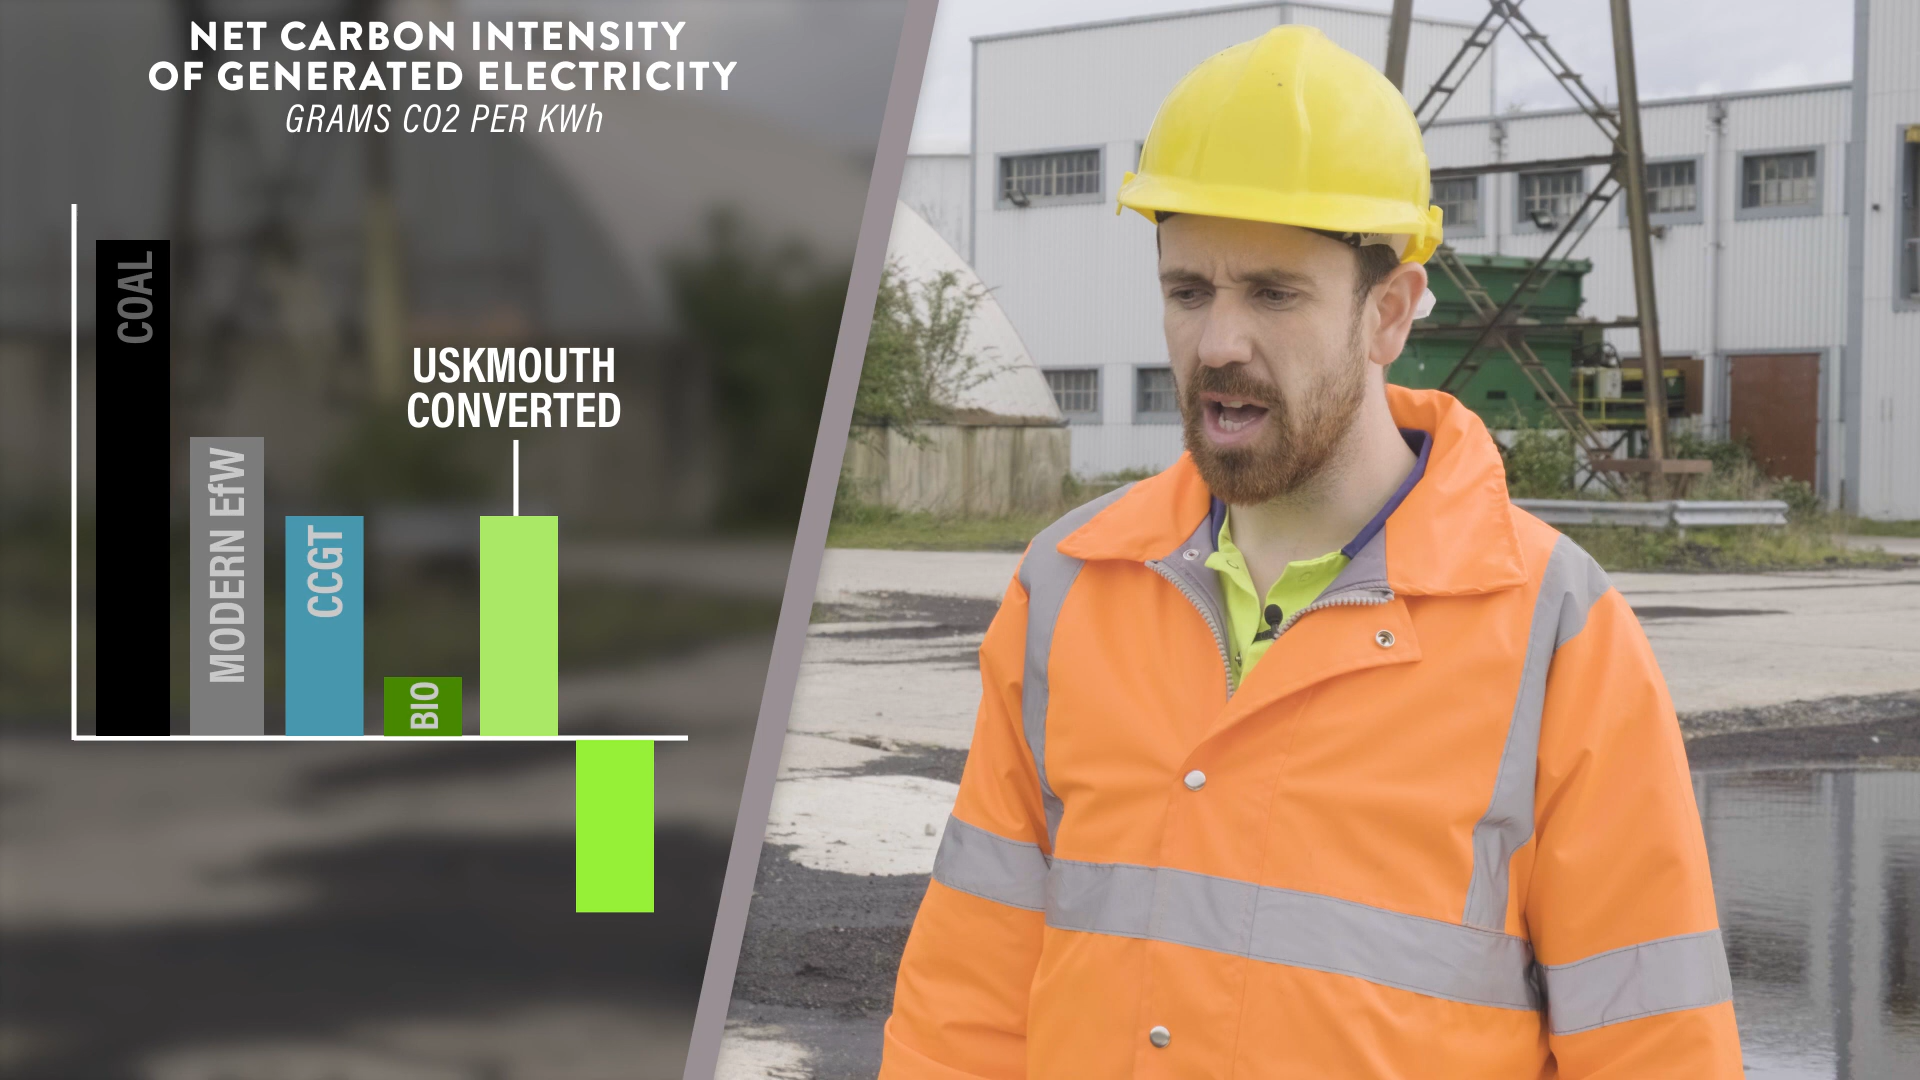 NET CARBON INTENSITY
OF GENERATED ELECTRICITY
GRAMS CO2 PER KWh
COAL
MODERN EfW
CCGT
BIO
USKMOUTH
CONVERTED